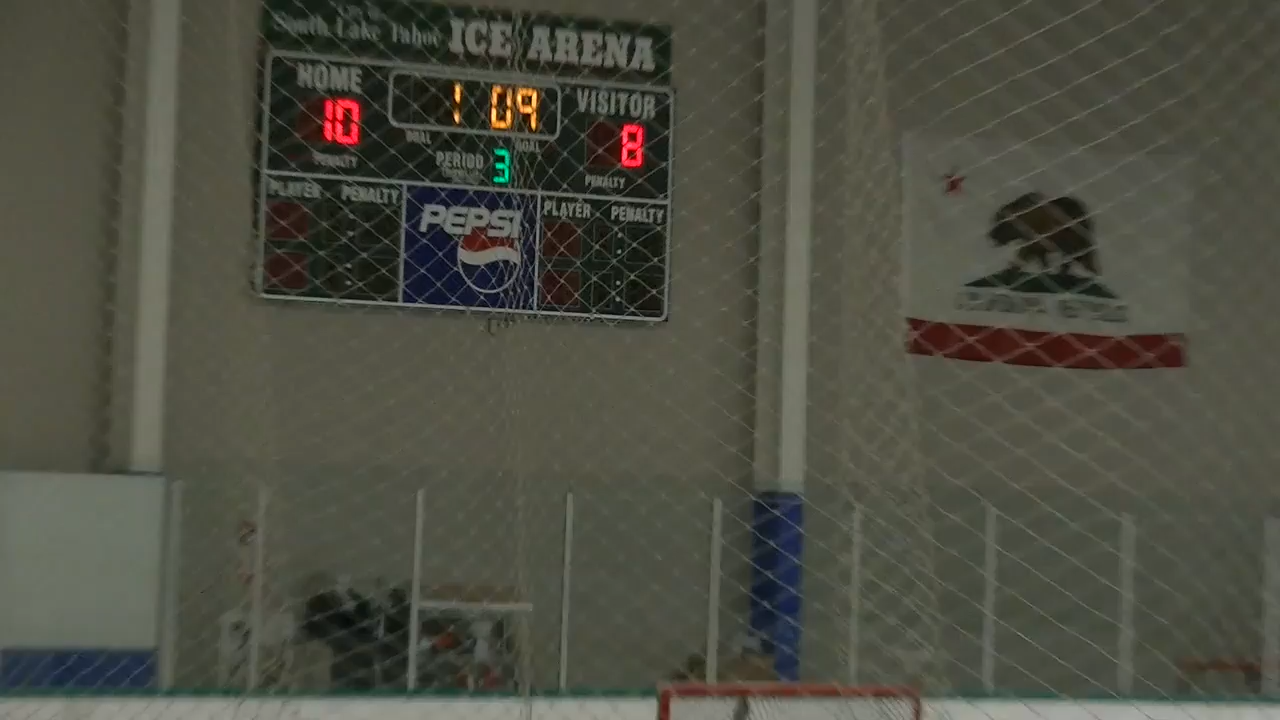 South Lake Tahoe ICE ARENA
HOME 1 09 VISITOR
10 8
GOAL GOAL
PENALTY PERIOD 3 PENALTY
PLAYER PENALTY PLAYER PENALTY
PEPSI